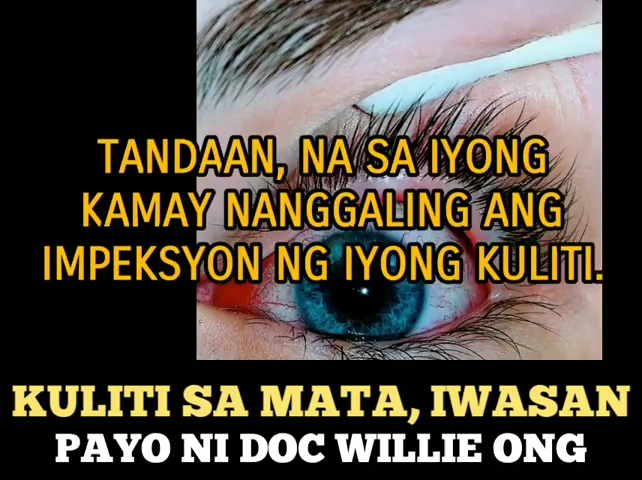 TANDAAN, NA SA IYONG
KAMAY NANGGALING ANG
IMPEKSYON NG IYONG KULITI.
KULITI SA MATA, IWASAN
PAYO NI DOC WILLIE ONG